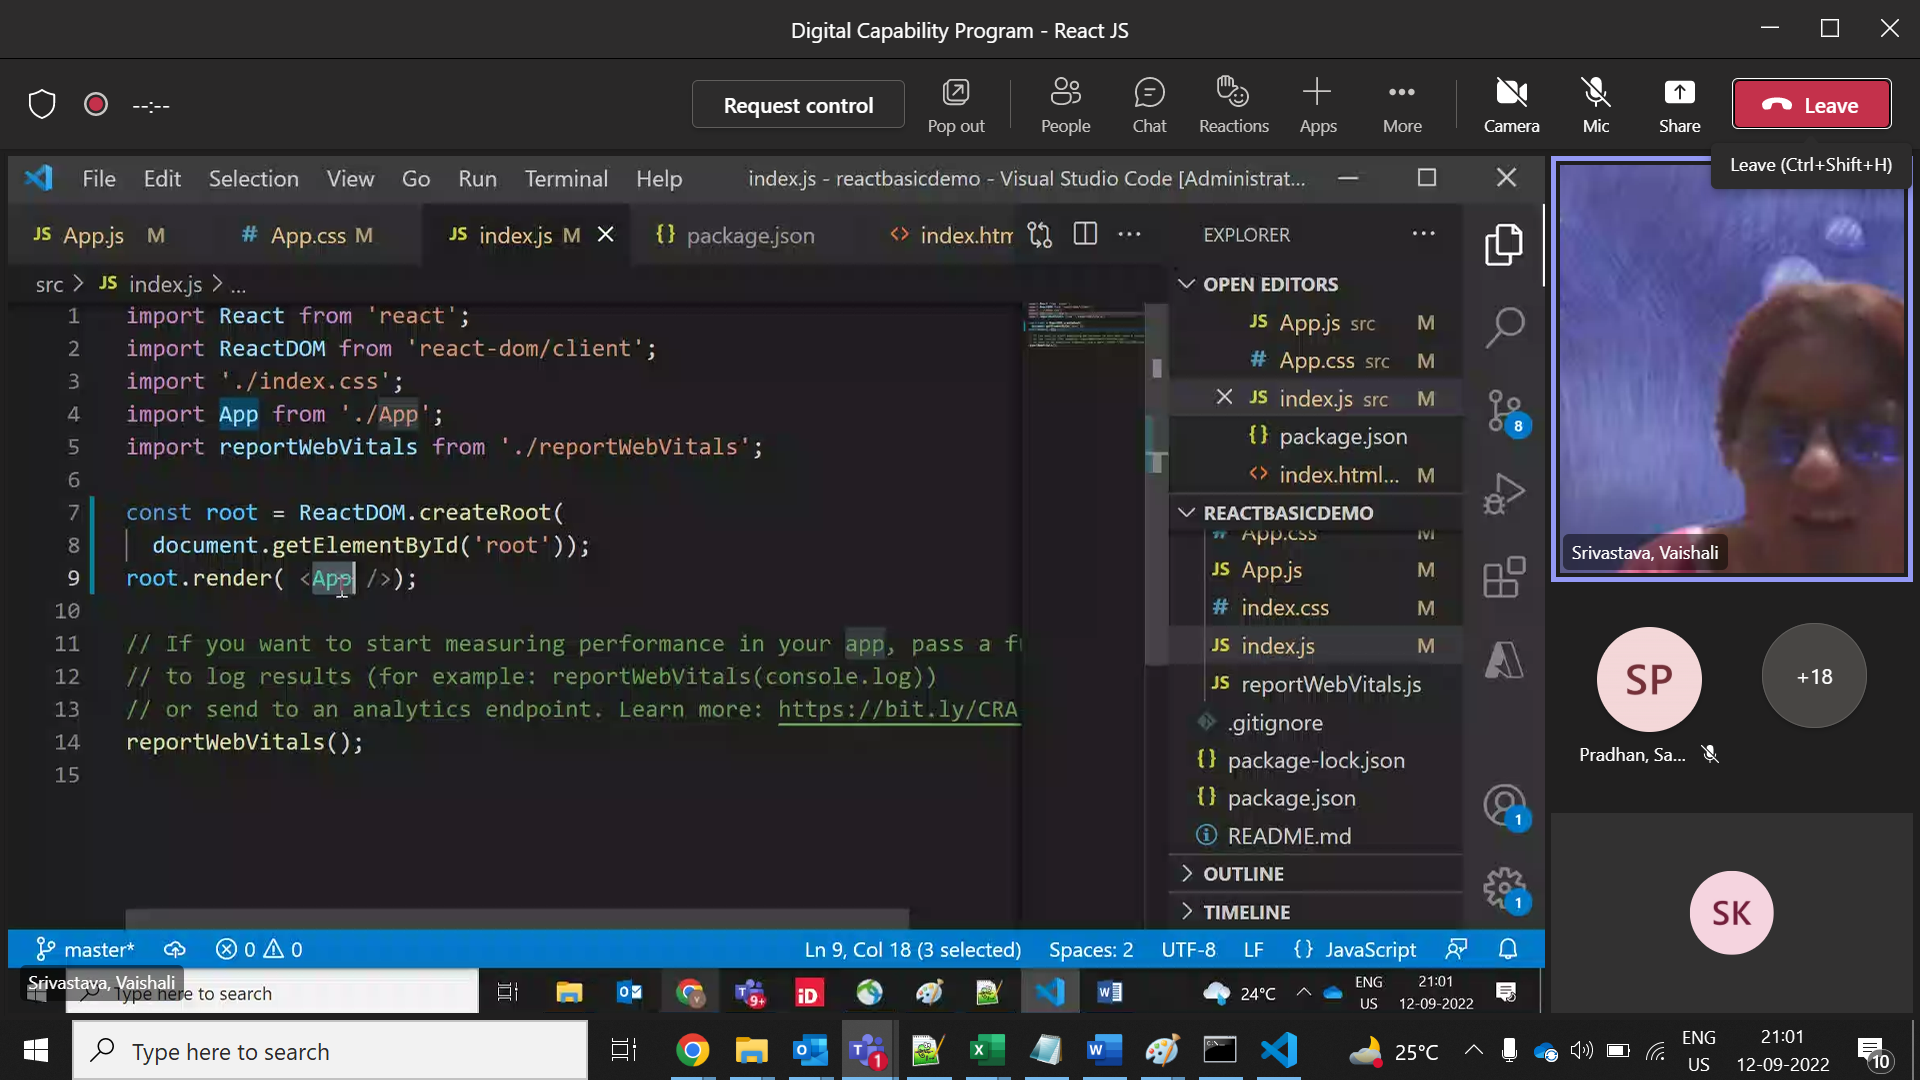 Digital Capability Program - React JS
--:--
Request control
Pop out
People
Chat
Reactions
Apps
More
Camera
Mic
Share
Leave
Leave (Ctrl+Shift+H)
File Edit Selection View Go Run Terminal Help
index.js - reactbasicdemo - Visual Studio Code [Administrat...
JS App.js M
# App.css M
JS index.js M
{} package.json
<> index.htm
src > JS index.js > ...
1 import React from 'react';
2 import ReactDOM from 'react-dom/client';
3 import './index.css';
4 import App from './App';
5 import reportWebVitals from './reportWebVitals';
6
7 const root = ReactDOM.createRoot(
8 document.getElementById('root'));
9 root.render( <App />);
10
11 // If you want to start measuring performance in your app, pass a f
12 // to log results (for example: reportWebVitals(console.log))
13 // or send to an analytics endpoint. Learn more: https://bit.ly/CRA
14 reportWebVitals();
15
EXPLORER
OPEN EDITORS
JS App.js src M
# App.css src M
JS index.js src M
{} package.json
<> index.html... M
REACTBASICDEMO
# App.css M
JS App.js M
# index.css M
JS index.js M
JS reportWebVitals.js
.gitignore
{} package-lock.json
{} package.json
README.md
OUTLINE
TIMELINE
8
1
1
master*
0
0
Ln 9, Col 18 (3 selected)
Spaces: 2
UTF-8
LF
{} JavaScript
Srivastava, Vaishali
Type here to search
9+
iD
24°C
ENG
US
21:01
12-09-2022
Srivastava, Vaishali
SP
+18
Pradhan, Sa...
SK
Type here to search
1
25°C
ENG
US
21:01
12-09-2022
10